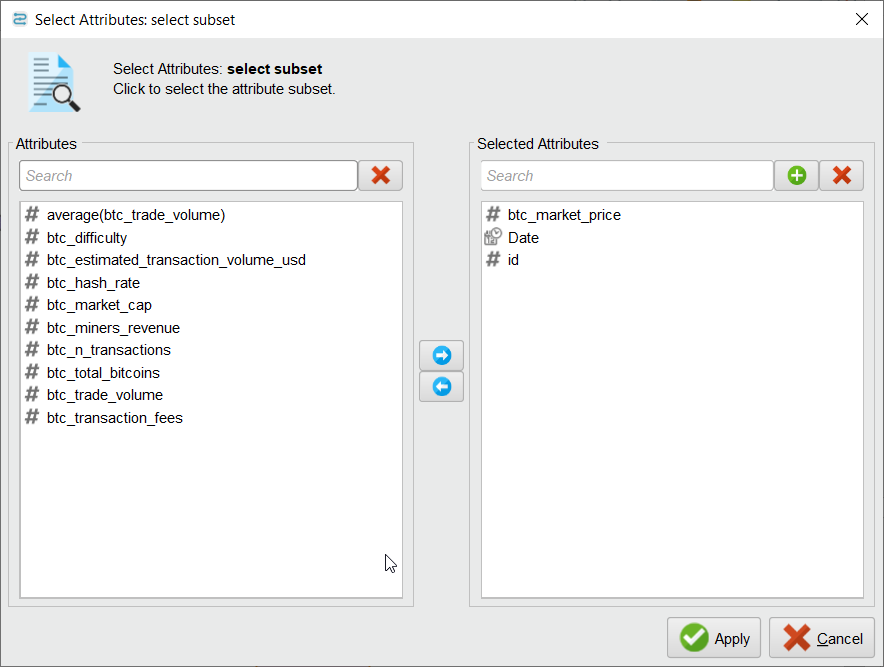 Select Attributes: select subset
Select Attributes: select subset
Click to select the attribute subset.
Attributes
Search
# average(btc_trade_volume)
# btc_difficulty
# btc_estimated_transaction_volume_usd
# btc_hash_rate
# btc_market_cap
# btc_miners_revenue
# btc_n_transactions
# btc_total_bitcoins
# btc_trade_volume
# btc_transaction_fees
Selected Attributes
Search
# btc_market_price
Date
# id
Apply
Cancel